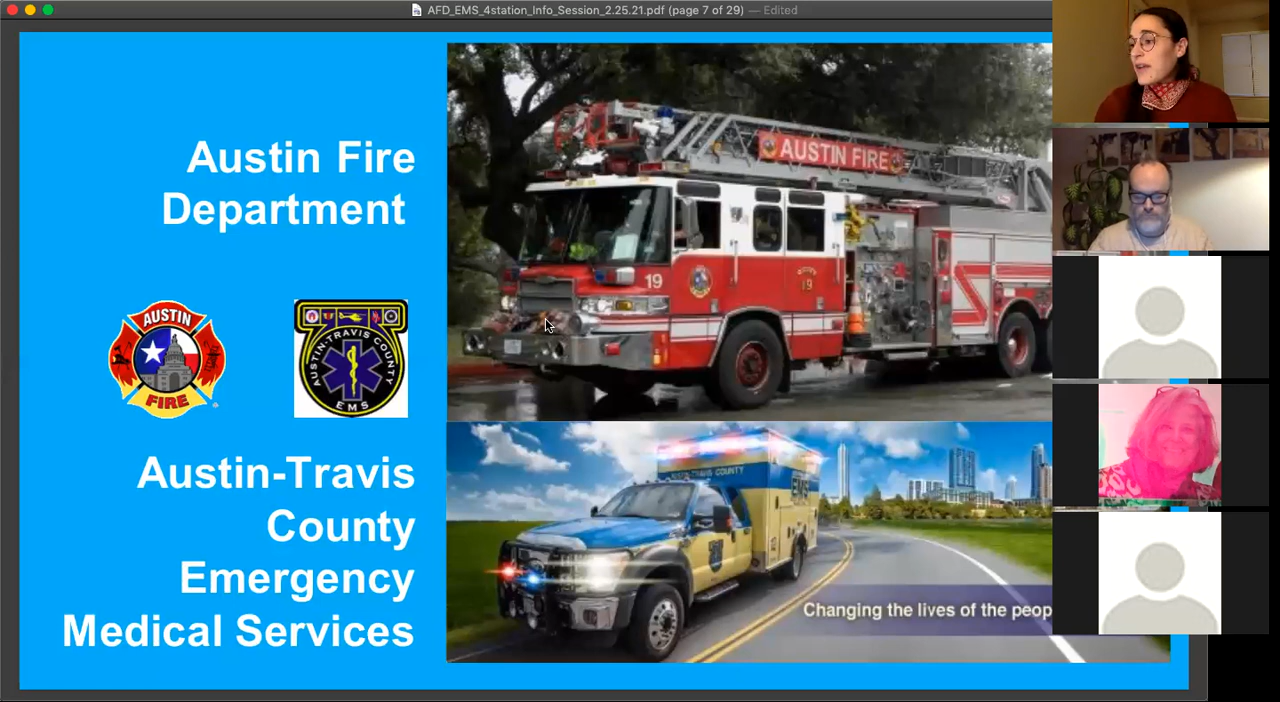 AFD_EMS_4station_Info_Session_2.25.21.pdf (page 7 of 29) — Edited
Austin Fire
Department
AUSTIN
FIRE
AUSTIN-TRAVIS COUNTY
EMS
Austin-Travis
County
Emergency
Medical Services
AUSTIN FIRE
19
19
AUSTIN-TRAVIS COUNTY
EMS
Changing the lives of the peop